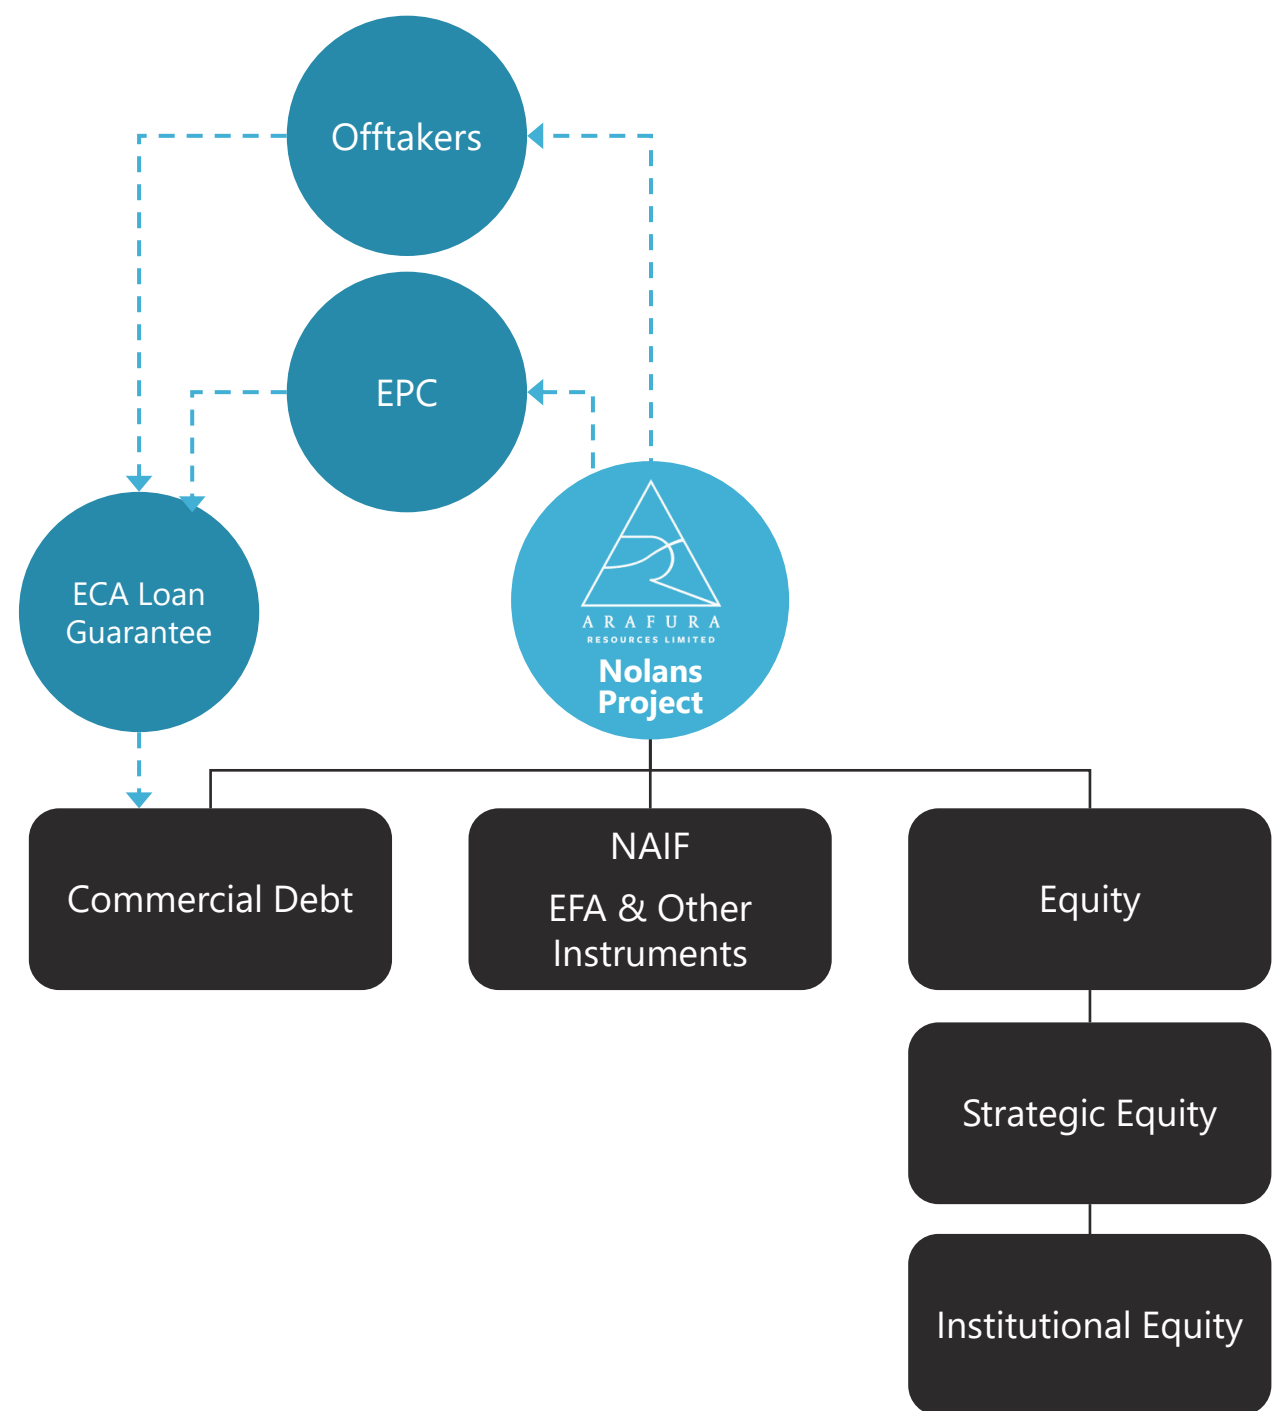 Offtakers
EPC
ECA Loan
Guarantee
ARAFURA
RESOURCES LIMITED
Nolans
Project
Commercial Debt
NAIF
EFA & Other
Instruments
Equity
Strategic Equity
Institutional Equity